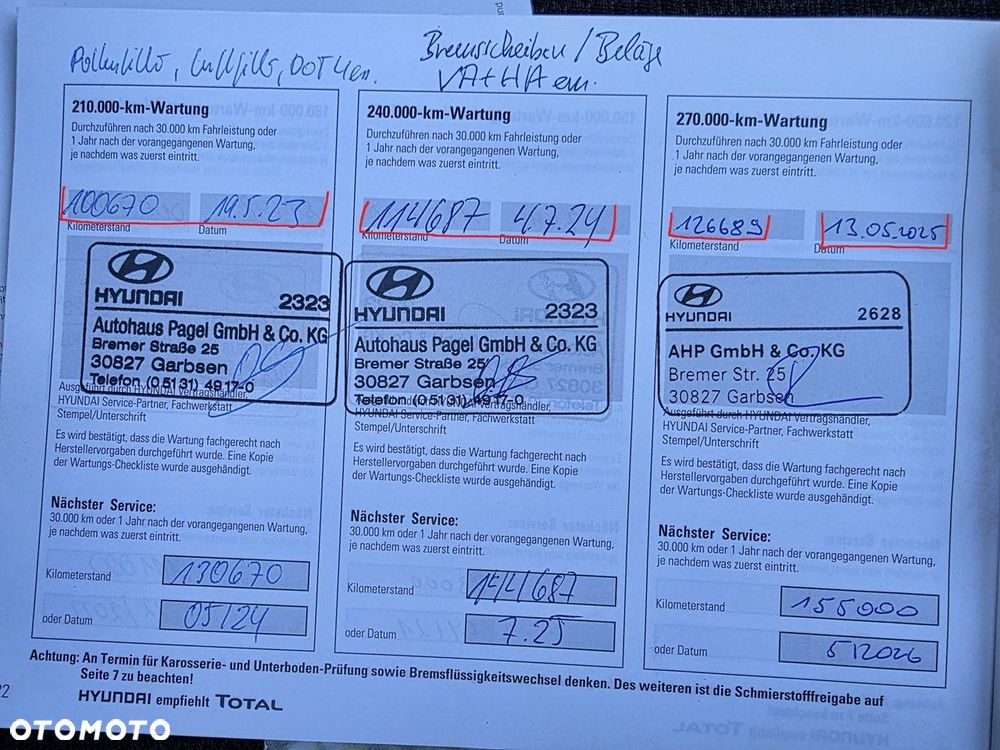 Pollenfilter, Luftfilter, DOT4 en.
Bremsscheiben / Beläge
VA+HA ern.
210.000-km-Wartung
Durchzuführen nach 30.000 km Fahrleistung oder
1 Jahr nach der vorangegangenen Wartung,
je nachdem was zuerst eintritt.
100670 19.5.23
Kilometerstand Datum
HYUNDAI 2323
Autohaus Pagel GmbH & Co. KG
Bremer Straße 25
30827 Garbsen
Telefon (05131) 4917-0
Ausgeführt durch HYUNDAI Vertragshändler,
HYUNDAI Service-Partner, Fachwerkstatt
Stempel/Unterschrift
Es wird bestätigt, dass die Wartung fachgerecht nach
Herstellervorgaben durchgeführt wurde. Eine Kopie
der Wartungs-Checkliste wurde ausgehändigt.
Nächster Service:
30.000 km oder 1 Jahr nach der vorangegangenen Wartung,
je nachdem was zuerst eintritt.
Kilometerstand 130670
oder Datum 05/24
240.000-km-Wartung
Durchzuführen nach 30.000 km Fahrleistung oder
1 Jahr nach der vorangegangenen Wartung,
je nachdem was zuerst eintritt.
114687 4.7.24
Kilometerstand Datum
HYUNDAI 2323
Autohaus Pagel GmbH & Co. KG
Bremer Straße 25
30827 Garbsen
Telefon (05131) 4917-0
HYUNDAI Service-Partner, Fachwerkstatt
Stempel/Unterschrift
Es wird bestätigt, dass die Wartung fachgerecht nach
Herstellervorgaben durchgeführt wurde. Eine Kopie
der Wartungs-Checkliste wurde ausgehändigt.
Nächster Service:
30.000 km oder 1 Jahr nach der vorangegangenen Wartung,
je nachdem was zuerst eintritt.
Kilometerstand 144687
oder Datum 7.25
270.000-km-Wartung
Durchzuführen nach 30.000 km Fahrleistung oder
1 Jahr nach der vorangegangenen Wartung,
je nachdem was zuerst eintritt.
126689 13.05.2025
Kilometerstand Datum
HYUNDAI 2628
AHP GmbH & Co. KG
Bremer Str. 25
30827 Garbsen
Ausgeführt durch HYUNDAI Vertragshändler,
HYUNDAI Service-Partner, Fachwerkstatt
Stempel/Unterschrift
Es wird bestätigt, dass die Wartung fachgerecht nach
Herstellervorgaben durchgeführt wurde. Eine Kopie
der Wartungs-Checkliste wurde ausgehändigt.
Nächster Service:
30.000 km oder 1 Jahr nach der vorangegangenen Wartung,
je nachdem was zuerst eintritt.
Kilometerstand 155000
oder Datum 5/2026
Achtung: An Termin für Karosserie- und Unterboden-Prüfung sowie Bremsflüssigkeitswechsel denken. Des weiteren ist die Schmierstofffreigabe auf
Seite 7 zu beachten!
HYUNDAI empfiehlt TOTAL
OTOMOTO